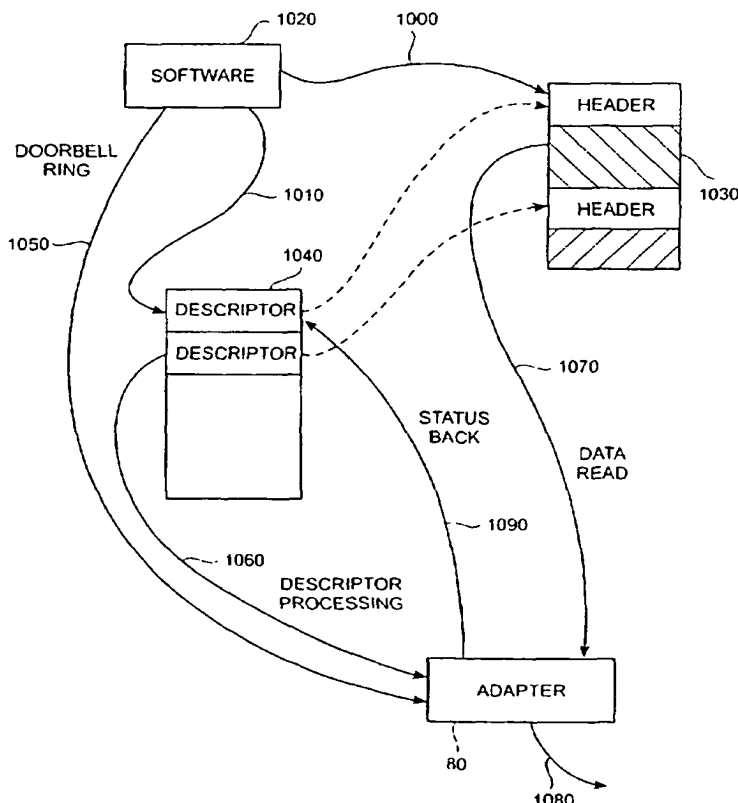 1020
1000
SOFTWARE
HEADER
DOORBELL
RING
1010
1030
HEADER
1050
1040
DESCRIPTOR
DESCRIPTOR
1070
STATUS
BACK
DATA
READ
1090
1060
DESCRIPTOR
PROCESSING
ADAPTER
80
1080